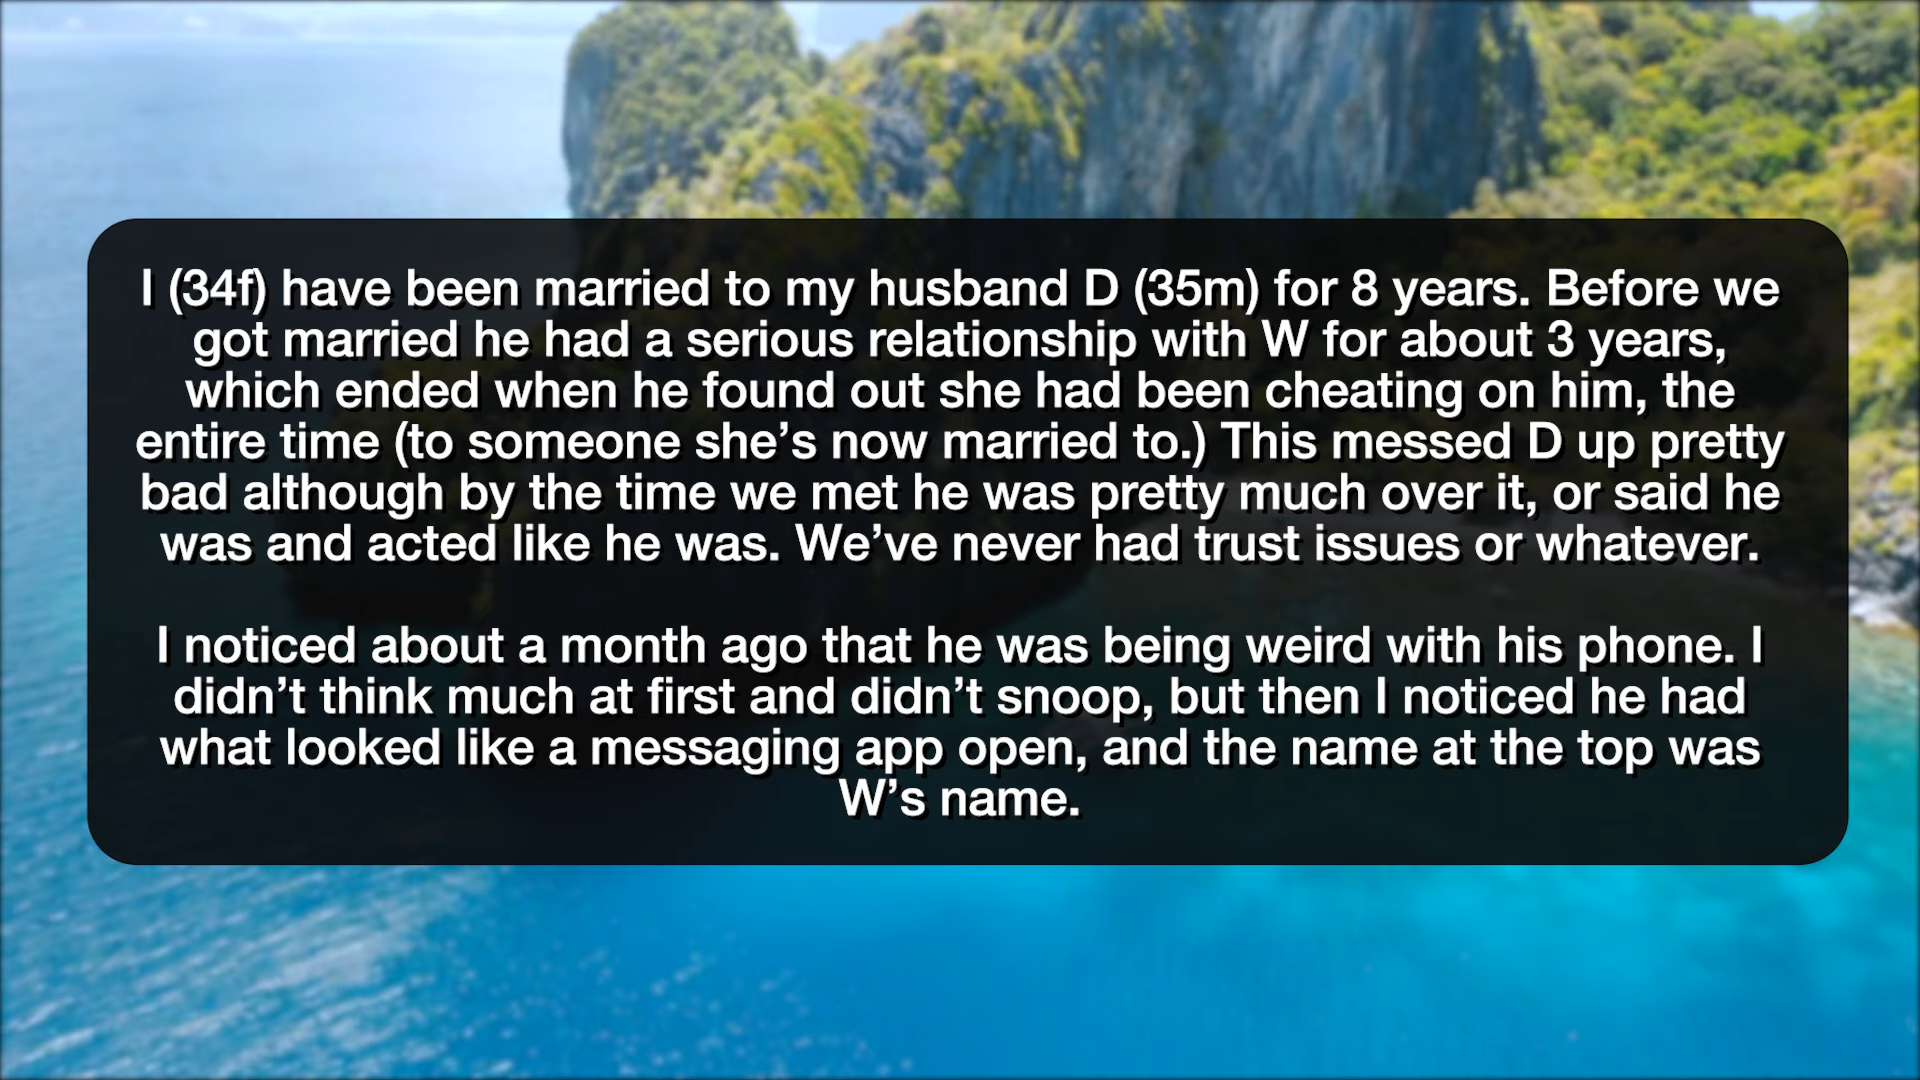 I (34f) have been married to my husband D (35m) for 8 years. Before we
got married he had a serious relationship with W for about 3 years,
which ended when he found out she had been cheating on him, the
entire time (to someone she’s now married to.) This messed D up pretty
bad although by the time we met he was pretty much over it, or said he
was and acted like he was. We’ve never had trust issues or whatever.
I noticed about a month ago that he was being weird with his phone. I
didn’t think much at first and didn’t snoop, but then I noticed he had
what looked like a messaging app open, and the name at the top was
W’s name.